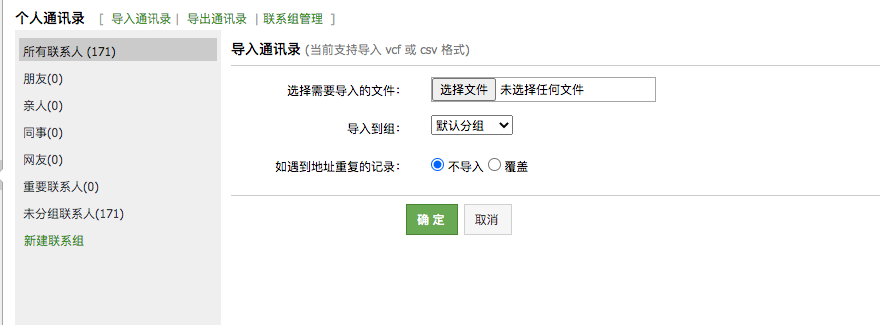 个人通讯录 [ 导入通讯录 | 导出通讯录 | 联系组管理 ]
所有联系人 (171)
朋友(0)
亲人(0)
同事(0)
网友(0)
重要联系人(0)
未分组联系人(171)
新建联系组
导入通讯录 (当前支持导入 vcf 或 csv 格式)
选择需要导入的文件: 选择文件 未选择任何文件
导入到组: 默认分组
如遇到地址重复的记录: 不导入 覆盖
确 定 取消